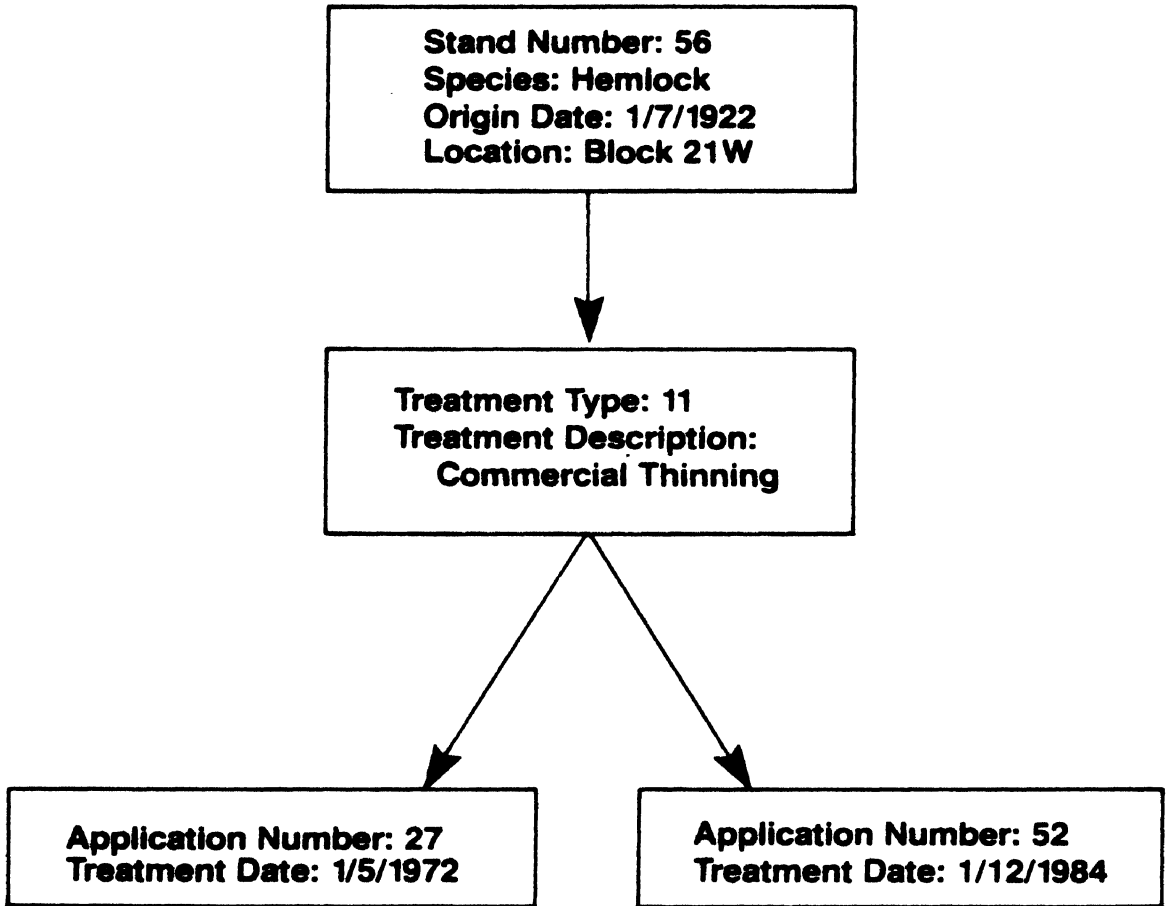 Stand Number: 56
Species: Hemlock
Origin Date: 1/7/1922
Location: Block 21W
Treatment Type: 11
Treatment Description:
Commercial Thinning
Application Number: 27
Treatment Date: 1/5/1972
Application Number: 52
Treatment Date: 1/12/1984